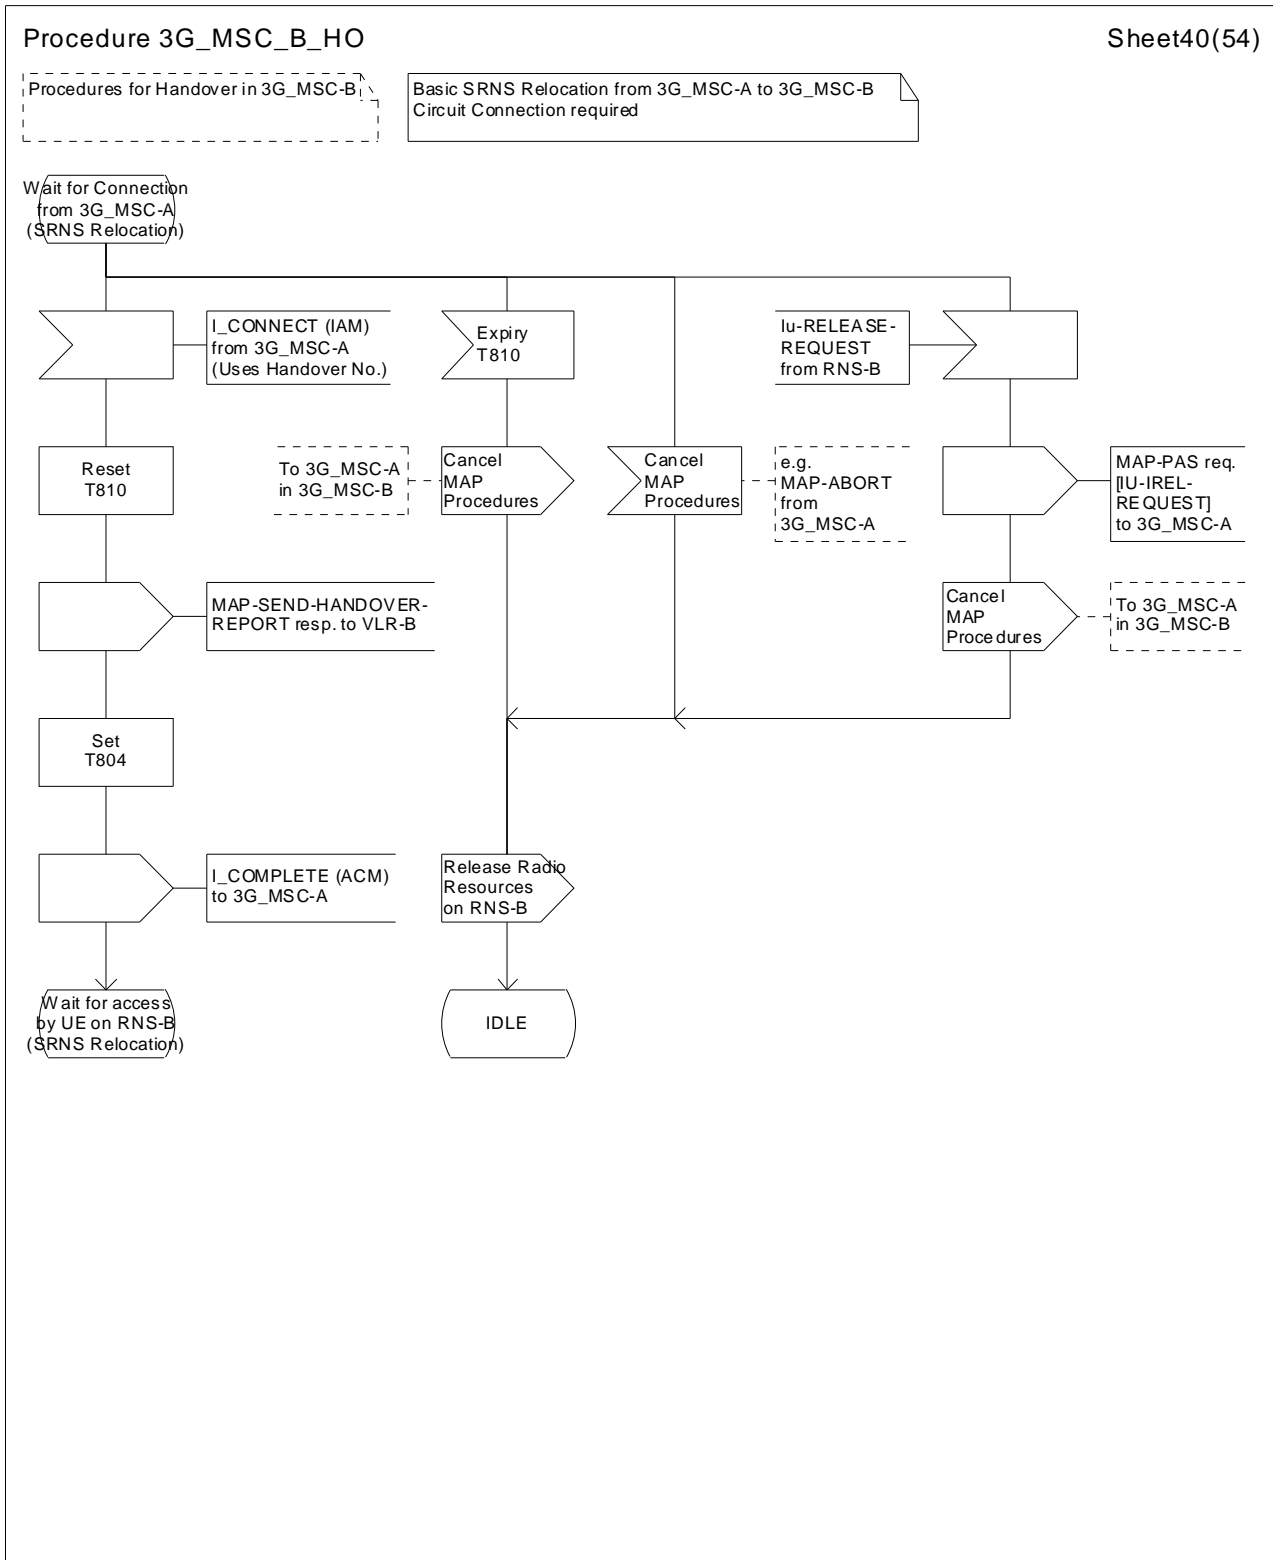 Procedure 3G_MSC_B_HO
Sheet40(54)
Procedures for Handover in 3G_MSC-B
Basic SRNS Relocation from 3G_MSC-A to 3G_MSC-B
Circuit Connection required
Wait for Connection
from 3G_MSC-A
(SRNS Relocation)
I_CONNECT (IAM)
from 3G_MSC-A
(Uses Handover No.)
Expiry
T810
Iu-RELEASE-
REQUEST
from RNS-B
Reset
T810
To 3G_MSC-A
in 3G_MSC-B
Cancel
MAP
Procedures
Cancel
MAP
Procedures
e.g.
MAP-ABORT
from
3G_MSC-A
MAP-PAS req.
[IU-IREL-
REQUEST]
to 3G_MSC-A
MAP-SEND-HANDOVER-
REPORT resp. to VLR-B
Cancel
MAP
Procedures
To 3G_MSC-A
in 3G_MSC-B
Set
T804
I_COMPLETE (ACM)
to 3G_MSC-A
Release Radio
Resources
on RNS-B
Wait for access
by UE on RNS-B
(SRNS Relocation)
IDLE